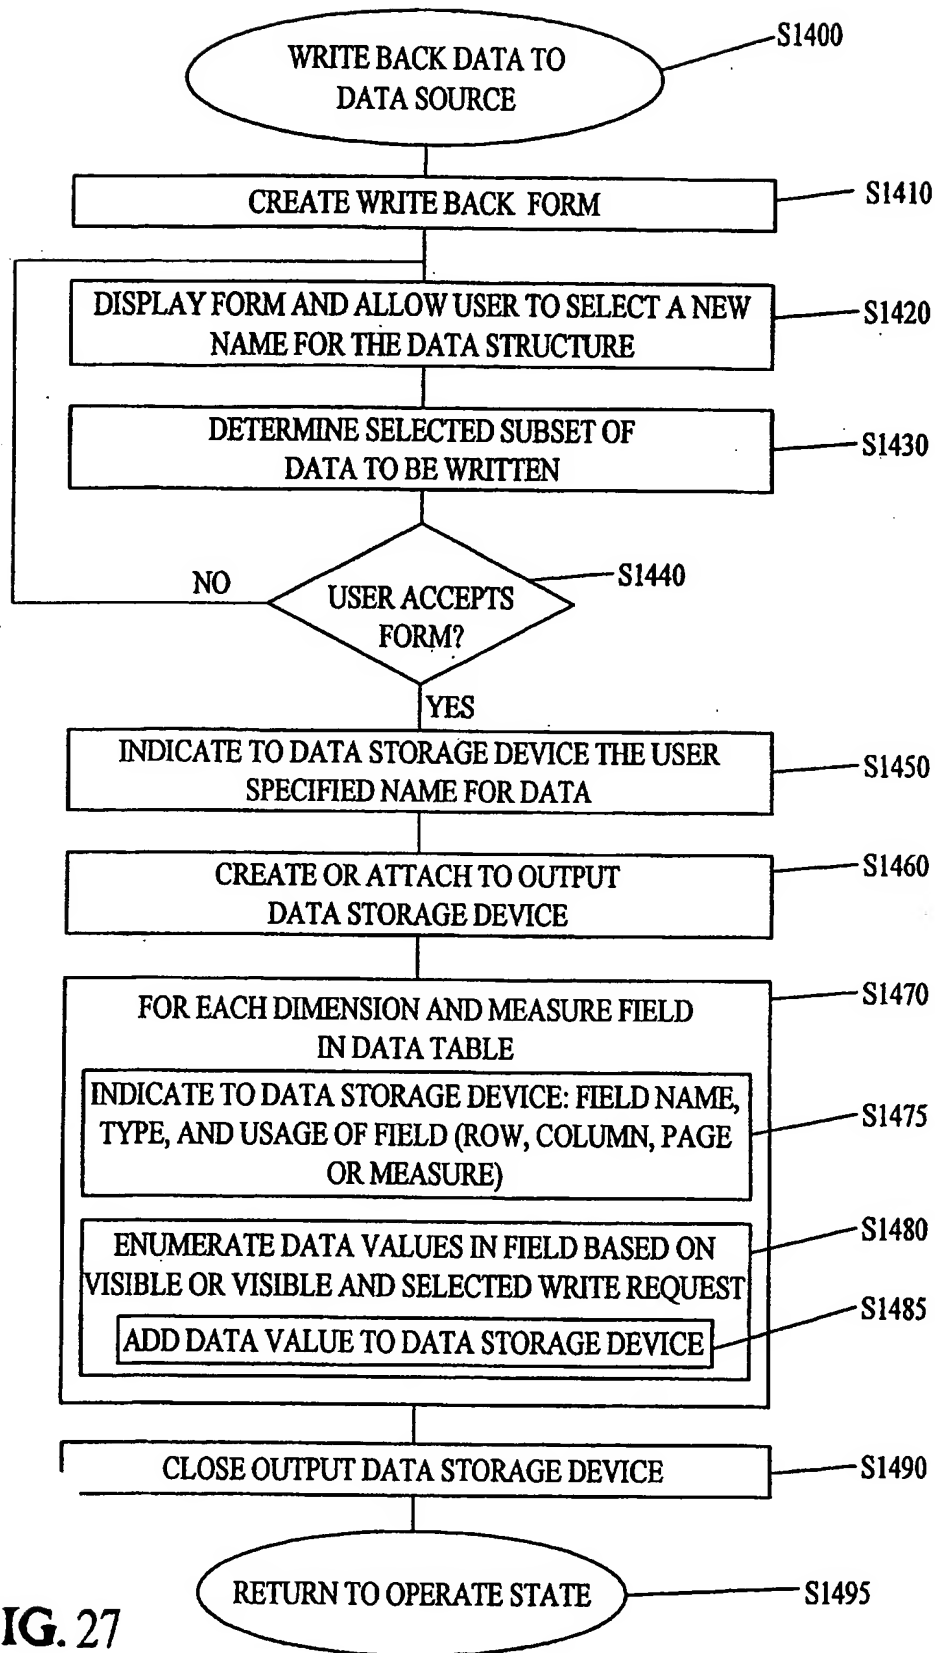 WRITE BACK DATA TO
DATA SOURCE
S1400
CREATE WRITE BACK FORM
S1410
DISPLAY FORM AND ALLOW USER TO SELECT A NEW
NAME FOR THE DATA STRUCTURE
S1420
DETERMINE SELECTED SUBSET OF
DATA TO BE WRITTEN
S1430
NO
USER ACCEPTS
FORM?
S1440
YES
INDICATE TO DATA STORAGE DEVICE THE USER
SPECIFIED NAME FOR DATA
S1450
CREATE OR ATTACH TO OUTPUT
DATA STORAGE DEVICE
S1460
FOR EACH DIMENSION AND MEASURE FIELD
IN DATA TABLE
S1470
INDICATE TO DATA STORAGE DEVICE: FIELD NAME,
TYPE, AND USAGE OF FIELD (ROW, COLUMN, PAGE
OR MEASURE)
S1475
ENUMERATE DATA VALUES IN FIELD BASED ON
VISIBLE OR VISIBLE AND SELECTED WRITE REQUEST
S1480
ADD DATA VALUE TO DATA STORAGE DEVICE
S1485
CLOSE OUTPUT DATA STORAGE DEVICE
S1490
RETURN TO OPERATE STATE
S1495
IG. 27